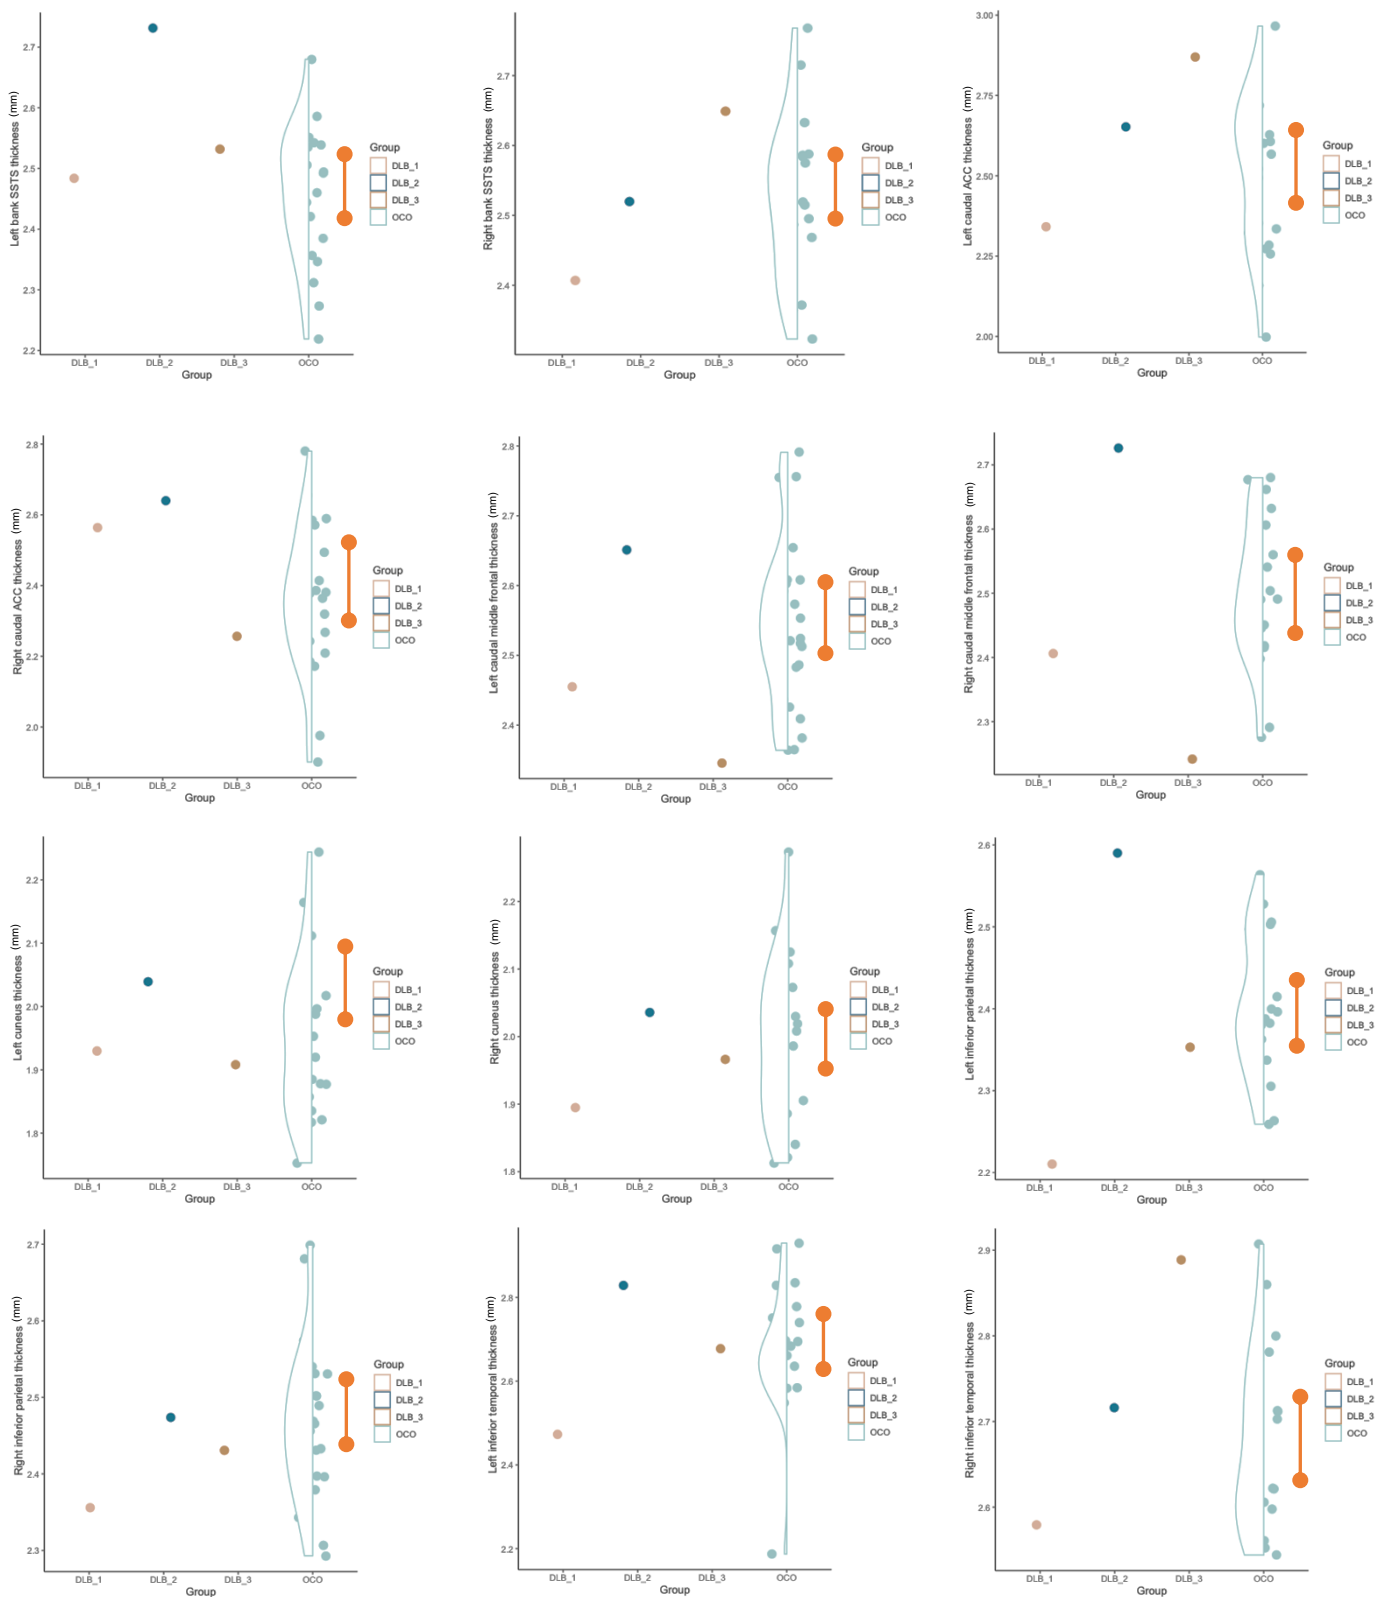 Left bank SSTS thickness (mm)
2.7
2.6
2.5
2.4
2.3
2.2
DLB_1
DLB_2
DLB_3
OCO
Group
Group
DLB_1
DLB_2
DLB_3
OCO
Right bank SSTS thickness (mm)
2.7
2.6
2.5
2.4
DLB_1
DLB_2
DLB_3
OCO
Group
Group
DLB_1
DLB_2
DLB_3
OCO
Left caudal ACC thickness (mm)
3.00
2.75
2.50
2.25
2.00
DLB_1
DLB_2
DLB_3
OCO
Group
Group
DLB_1
DLB_2
DLB_3
OCO
Right caudal ACC thickness (mm)
2.8
2.6
2.4
2.2
2.0
DLB_1
DLB_2
DLB_3
OCO
Group
Group
DLB_1
DLB_2
DLB_3
OCO
Left caudal middle frontal thickness (mm)
2.8
2.7
2.6
2.5
2.4
DLB_1
DLB_2
DLB_3
OCO
Group
Group
DLB_1
DLB_2
DLB_3
OCO
Right caudal middle frontal thickness (mm)
2.7
2.6
2.5
2.4
2.3
DLB_1
DLB_2
DLB_3
OCO
Group
Group
DLB_1
DLB_2
DLB_3
OCO
Left cuneus thickness (mm)
2.2
2.1
2.0
1.9
1.8
DLB_1
DLB_2
DLB_3
OCO
Group
Group
DLB_1
DLB_2
DLB_3
OCO
Right cuneus thickness (mm)
2.2
2.1
2.0
1.9
1.8
DLB_1
DLB_2
DLB_3
OCO
Group
Group
DLB_1
DLB_2
DLB_3
OCO
Left inferior parietal thickness (mm)
2.6
2.5
2.4
2.3
2.2
DLB_1
DLB_2
DLB_3
OCO
Group
Group
DLB_1
DLB_2
DLB_3
OCO
Right inferior parietal thickness (mm)
2.7
2.6
2.5
2.4
2.3
DLB_1
DLB_2
DLB_3
OCO
Group
Group
DLB_1
DLB_2
DLB_3
OCO
Left inferior temporal thickness (mm)
2.8
2.6
2.4
2.2
DLB_1
DLB_2
DLB_3
OCO
Group
Group
DLB_1
DLB_2
DLB_3
OCO
Right inferior temporal thickness (mm)
2.9
2.8
2.7
2.6
DLB_1
DLB_2
DLB_3
OCO
Group
Group
DLB_1
DLB_2
DLB_3
OCO